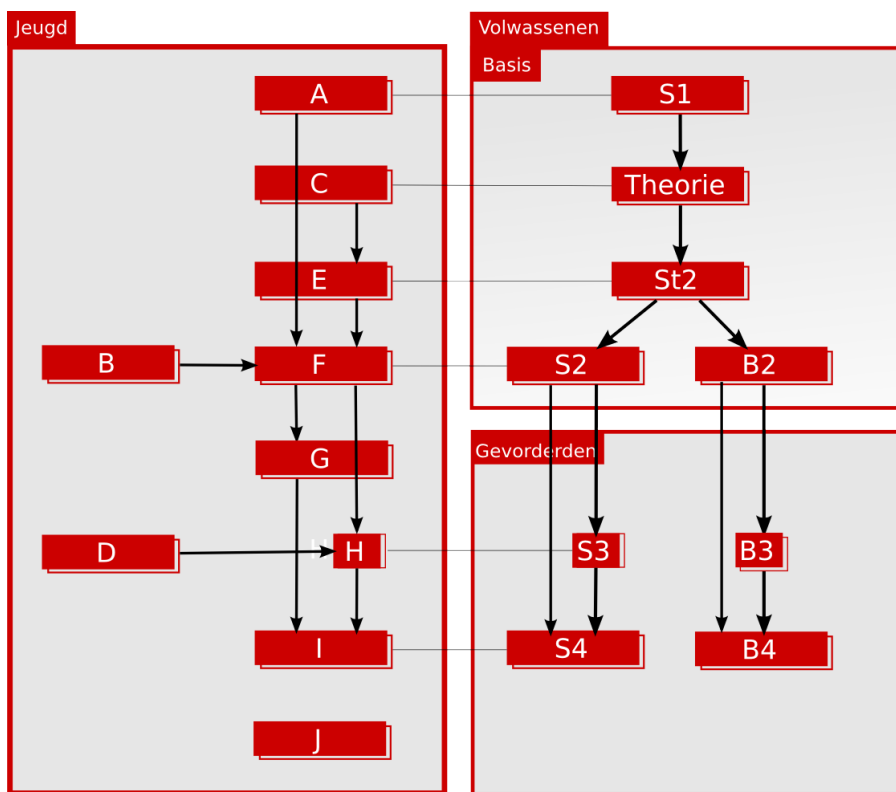 Jeugd
Volwassenen
Basis
A
S1
C
Theorie
E
St2
B
F
S2
B2
G
Gevorderden
D
H
H
S3
B3
I
S4
B4
J